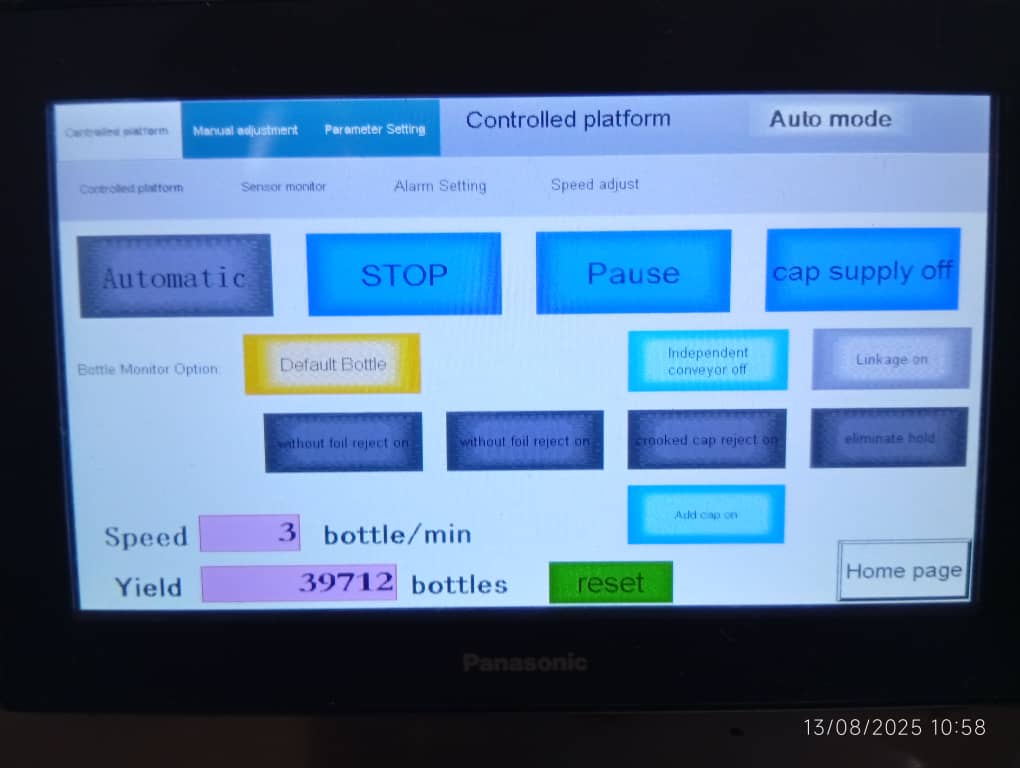 Controlled platform
Manual adjustment
Parameter Setting
Controlled platform
Auto mode
Controlled platform
Sensor monitor
Alarm Setting
Speed adjust
Automatic
STOP
Pause
cap supply off
Bottle Monitor Option:
Default Bottle
Independent
conveyor off
Linkage on
without foil reject on
without foil reject on
crooked cap reject on
eliminate hold
Add cap on
Speed 3 bottle/min
Yield 39712 bottles
reset
Home page
Panasonic
13/08/2025 10:58